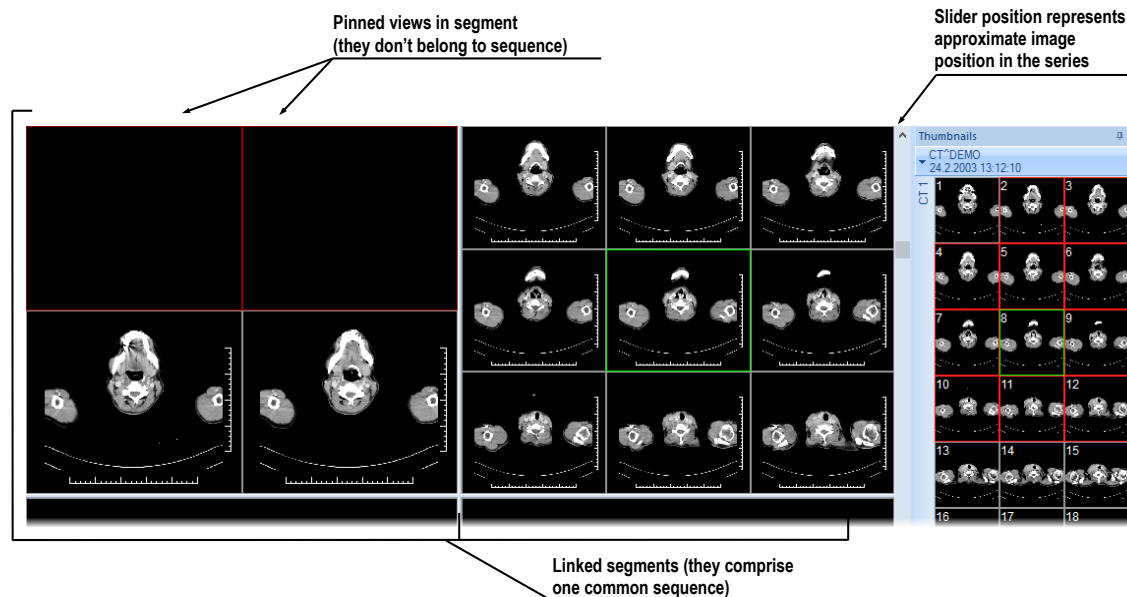 Pinned views in segment
(they don't belong to sequence)
Slider position represents
approximate image
position in the series
Thumbnails
CT^DEMO
24.2.2003 13:12:10
CT 1
1 2 3
4 5 6
7 8 9
10 11 12
13 14 15
16 17 18
Linked segments (they comprise
one common sequence)